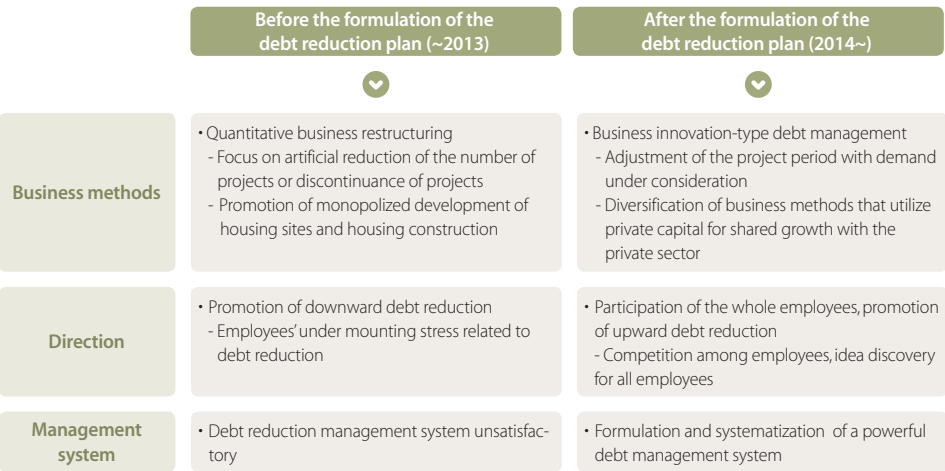 Before the formulation of the
debt reduction plan (~2013)
After the formulation of the
debt reduction plan (2014~)
Business methods
• Quantitative business restructuring
- Focus on artificial reduction of the number of
projects or discontinuance of projects
- Promotion of monopolized development of
housing sites and housing construction
• Business innovation-type debt management
- Adjustment of the project period with demand
under consideration
- Diversification of business methods that utilize
private capital for shared growth with the
private sector
Direction
• Promotion of downward debt reduction
- Employees' under mounting stress related to
debt reduction
• Participation of the whole employees, promotion
of upward debt reduction
- Competition among employees, idea discovery
for all employees
Management
system
• Debt reduction management system unsatisfac-
tory
• Formulation and systematization of a powerful
debt management system